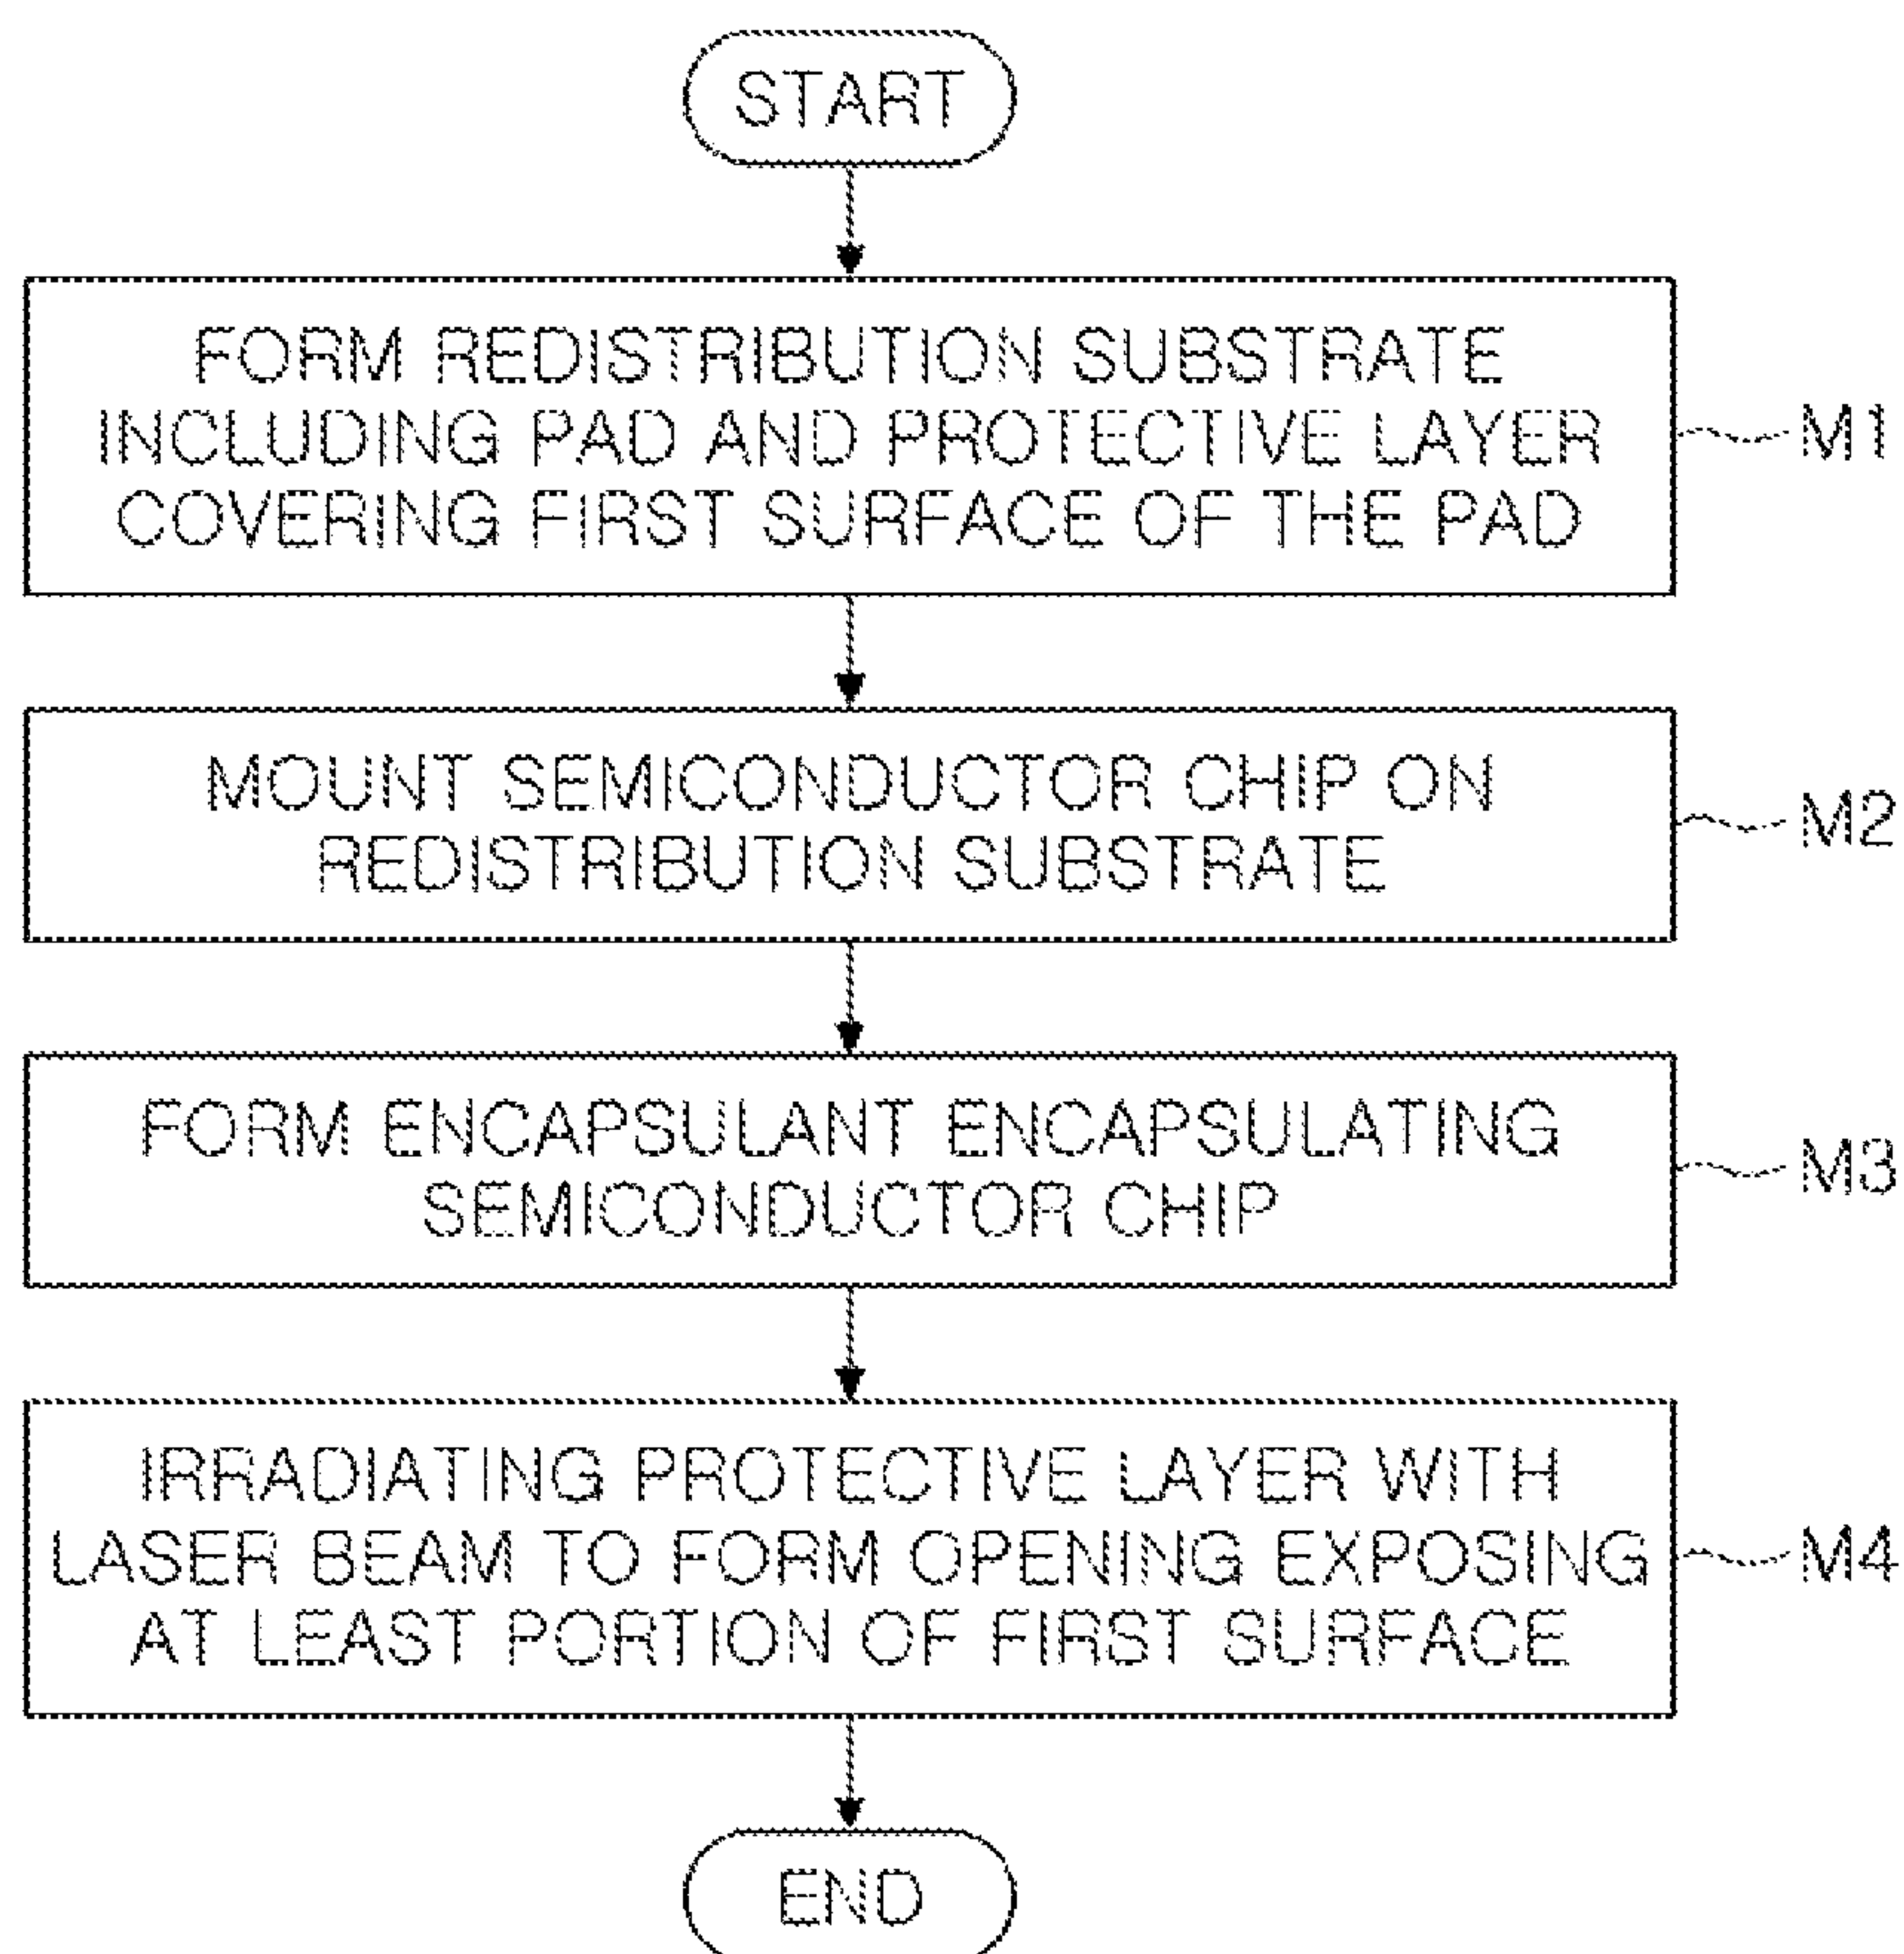 START
FORM REDISTRIBUTION SUBSTRATE
INCLUDING PAD AND PROTECTIVE LAYER
COVERING FIRST SURFACE OF THE PAD
M1
MOUNT SEMICONDUCTOR CHIP ON
REDISTRIBUTION SUBSTRATE
M2
FORM ENCAPSULANT ENCAPSULATING
SEMICONDUCTOR CHIP
M3
IRRADIATING PROTECTIVE LAYER WITH
LASER BEAM TO FORM OPENING EXPOSING
AT LEAST PORTION OF FIRST SURFACE
M4
END